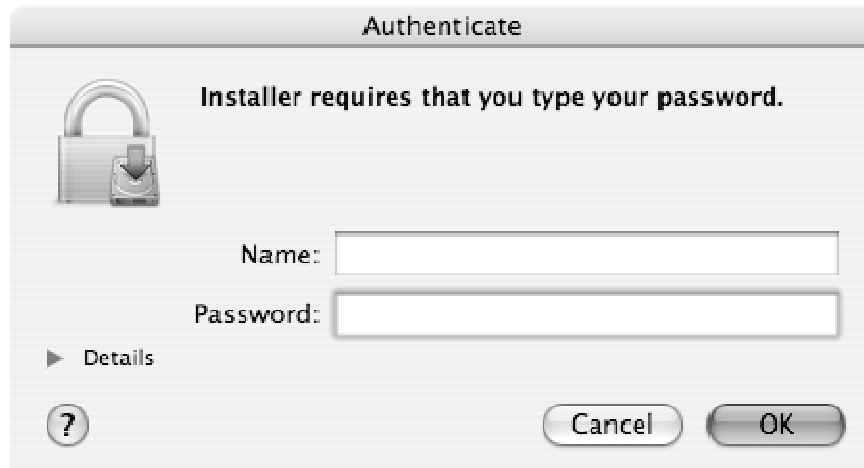 Authenticate
Installer requires that you type your password.
Name:
Password:
Details
?
Cancel
OK